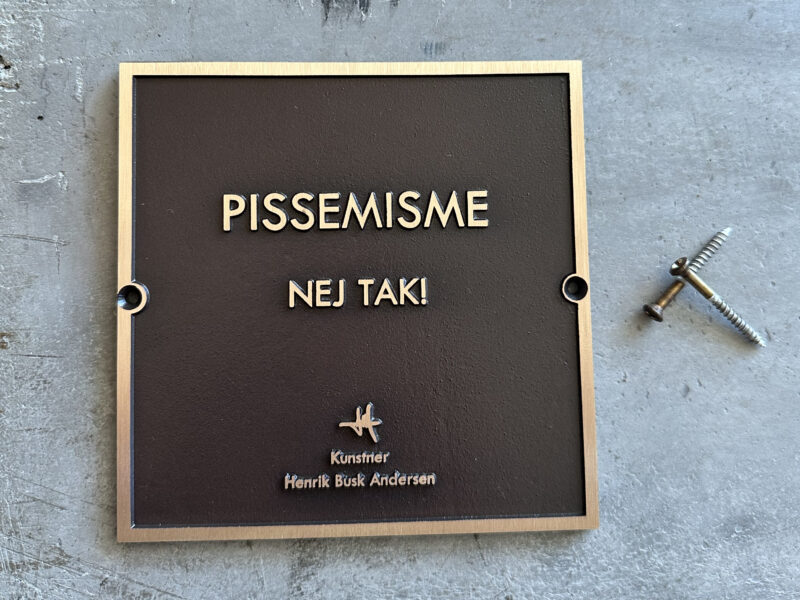 PISSEMISME
NEJ TAK!
Kunstner
Henrik Busk Andersen